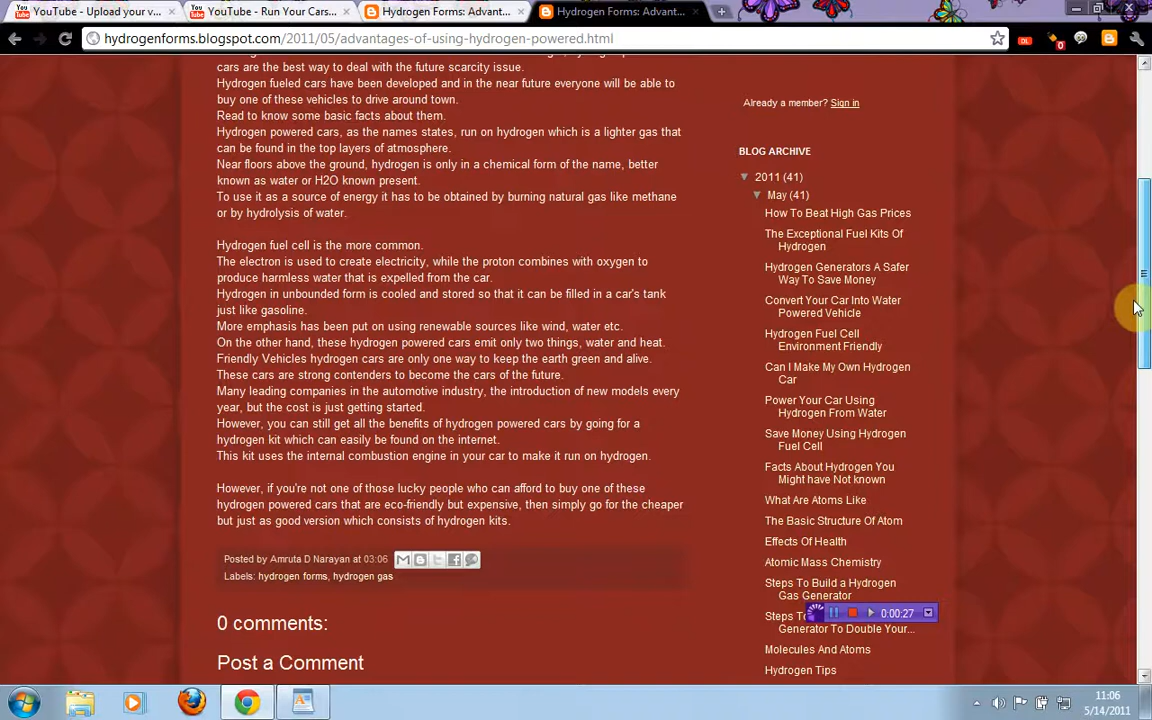 YouTube - Upload your v...
YouTube - Run Your Cars...
Hydrogen Forms: Advant...
Hydrogen Forms: Advant...
hydrogenforms.blogspot.com/2011/05/advantages-of-using-hydrogen-powered.html
cars are the best way to deal with the future scarcity issue.
Hydrogen fueled cars have been developed and in the near future everyone will be able to
buy one of these vehicles to drive around town.
Read to know some basic facts about them.
Hydrogen powered cars, as the names states, run on hydrogen which is a lighter gas that
can be found in the top layers of atmosphere.
Near floors above the ground, hydrogen is only in a chemical form of the name, better
known as water or H2O known present.
To use it as a source of energy it has to be obtained by burning natural gas like methane
or by hydrolysis of water.
Hydrogen fuel cell is the more common.
The electron is used to create electricity, while the proton combines with oxygen to
produce harmless water that is expelled from the car.
Hydrogen in unbounded form is cooled and stored so that it can be filled in a car's tank
just like gasoline.
More emphasis has been put on using renewable sources like wind, water etc.
On the other hand, these hydrogen powered cars emit only two things, water and heat.
Friendly Vehicles hydrogen cars are only one way to keep the earth green and alive.
These cars are strong contenders to become the cars of the future.
Many leading companies in the automotive industry, the introduction of new models every
year, but the cost is just getting started.
However, you can still get all the benefits of hydrogen powered cars by going for a
hydrogen kit which can easily be found on the internet.
This kit uses the internal combustion engine in your car to make it run on hydrogen.
However, if you're not one of those lucky people who can afford to buy one of these
hydrogen powered cars that are eco-friendly but expensive, then simply go for the cheaper
but just as good version which consists of hydrogen kits.
Posted by Amruta D Narayan at 03:06
Labels: hydrogen forms, hydrogen gas
0 comments:
Post a Comment
Already a member? Sign in
BLOG ARCHIVE
2011 (41)
May (41)
How To Beat High Gas Prices
The Exceptional Fuel Kits Of
Hydrogen
Hydrogen Generators A Safer
Way To Save Money
Convert Your Car Into Water
Powered Vehicle
Hydrogen Fuel Cell
Environment Friendly
Can I Make My Own Hydrogen
Car
Power Your Car Using
Hydrogen From Water
Save Money Using Hydrogen
Fuel Cell
Facts About Hydrogen You
Might have Not known
What Are Atoms Like
The Basic Structure Of Atom
Effects Of Health
Atomic Mass Chemistry
Steps To Build a Hydrogen
Gas Generator
Steps
0:00:27
Generator To Double Your...
Molecules And Atoms
Hydrogen Tips
11:06
5/14/2011